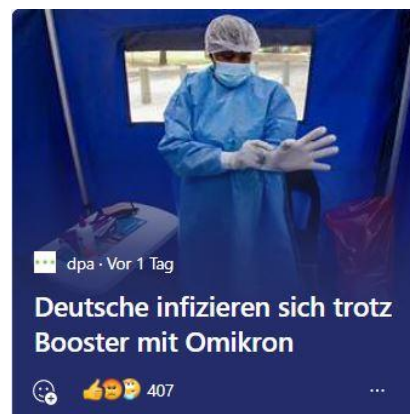 dpa · Vor 1 Tag
Deutsche infizieren sich trotz
Booster mit Omikron
407